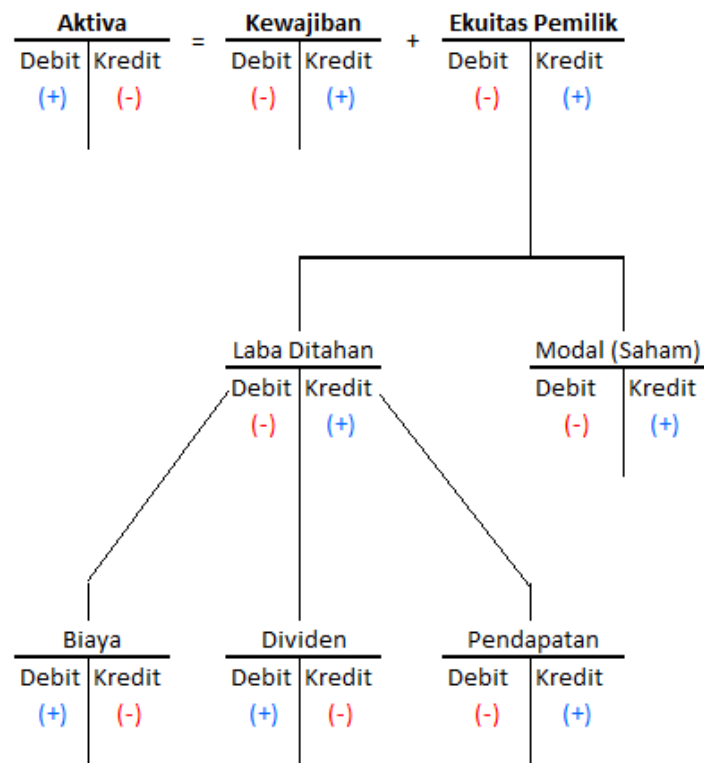 Aktiva = Kewajiban + Ekuitas Pemilik
Debit Kredit Debit Kredit Debit Kredit
(+) (-) (-) (+) (-) (+)
Laba Ditahan Modal (Saham)
Debit Kredit Debit Kredit
(-) (+) (-) (+)
Biaya Dividen Pendapatan
Debit Kredit Debit Kredit Debit Kredit
(+) (-) (+) (-) (-) (+)